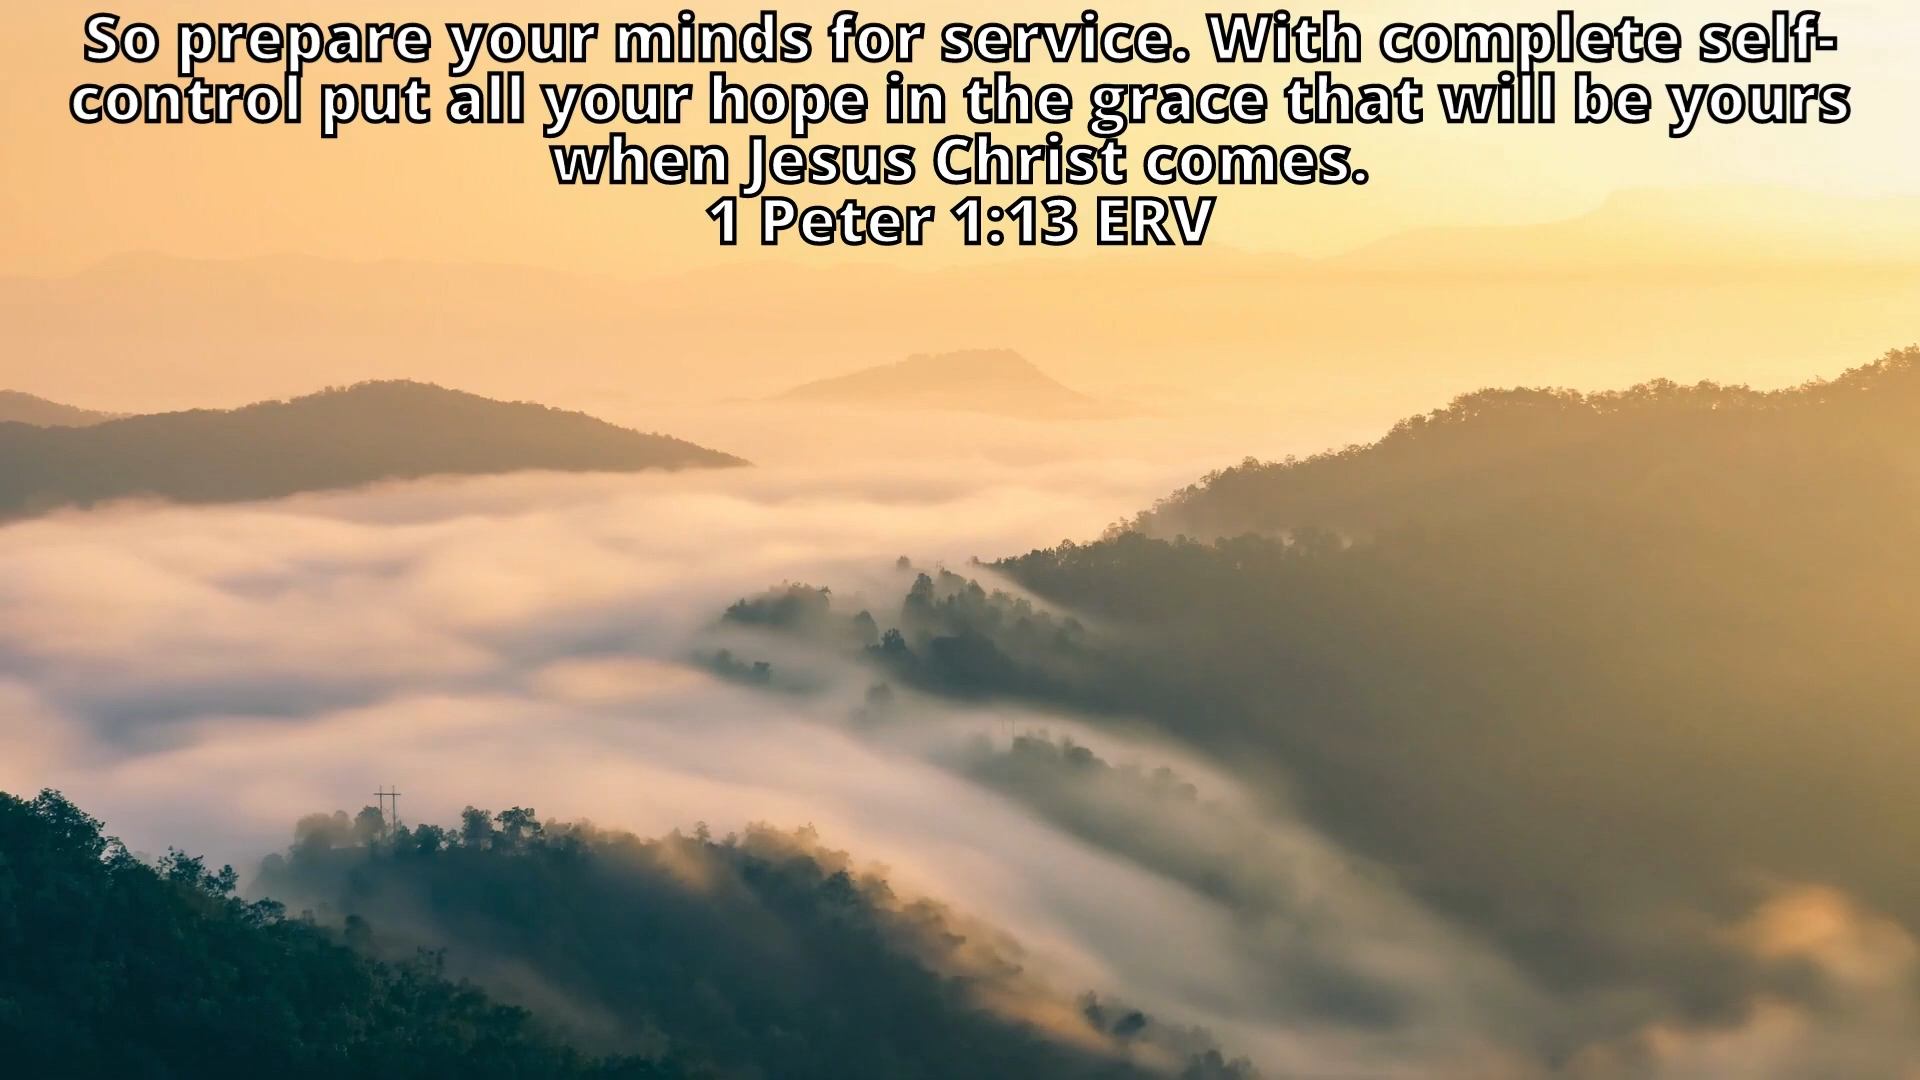 So prepare your minds for service. With complete self-
control put all your hope in the grace that will be yours
when Jesus Christ comes.
1 Peter 1:13 ERV